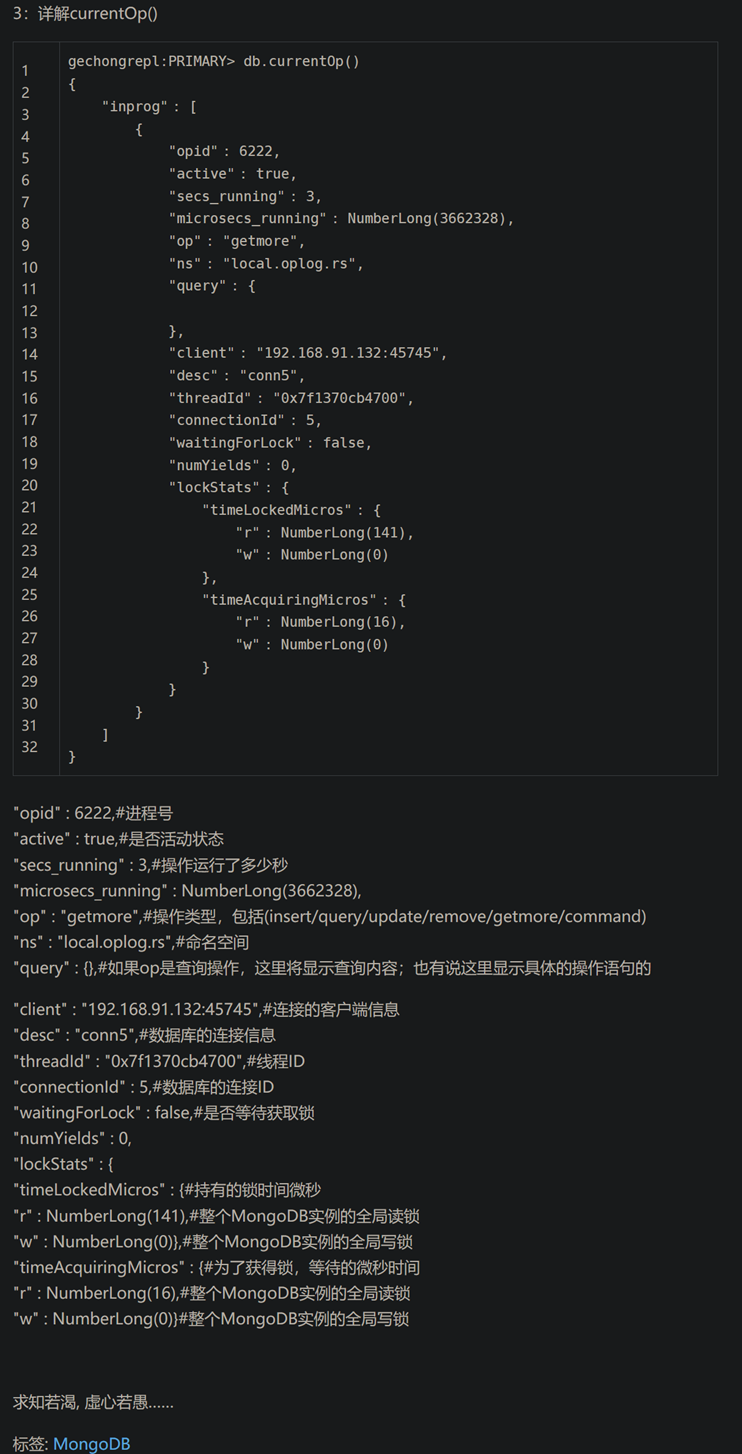 3：详解currentOp()
1
2
3
4
5
6
7
8
9
10
11
12
13
14
15
16
17
18
19
20
21
22
23
24
25
26
27
28
29
30
31
32
gechongrepl:PRIMARY> db.currentOp()
{
    "inprog" : [
        {
            "opid" : 6222,
            "active" : true,
            "secs_running" : 3,
            "microsecs_running" : NumberLong(3662328),
            "op" : "getmore",
            "ns" : "local.oplog.rs",
            "query" : {

            },
            "client" : "192.168.91.132:45745",
            "desc" : "conn5",
            "threadId" : "0x7f1370cb4700",
            "connectionId" : 5,
            "waitingForLock" : false,
            "numYields" : 0,
            "lockStats" : {
                "timeLockedMicros" : {
                    "r" : NumberLong(141),
                    "w" : NumberLong(0)
                },
                "timeAcquiringMicros" : {
                    "r" : NumberLong(16),
                    "w" : NumberLong(0)
                }
            }
        }
    ]
}
"opid" : 6222,#进程号
"active" : true,#是否活动状态
"secs_running" : 3,#操作运行了多少秒
"microsecs_running" : NumberLong(3662328),
"op" : "getmore",#操作类型，包括(insert/query/update/remove/getmore/command)
"ns" : "local.oplog.rs",#命名空间
"query" : {},#如果op是查询操作，这里将显示查询内容；也有说这里显示具体的操作语句的
"client" : "192.168.91.132:45745",#连接的客户端信息
"desc" : "conn5",#数据库的连接信息
"threadId" : "0x7f1370cb4700",#线程ID
"connectionId" : 5,#数据库的连接ID
"waitingForLock" : false,#是否等待获取锁
"numYields" : 0,
"lockStats" : {
"timeLockedMicros" : {#持有的锁时间微秒
"r" : NumberLong(141),#整个MongoDB实例的全局读锁
"w" : NumberLong(0)},#整个MongoDB实例的全局写锁
"timeAcquiringMicros" : {#为了获得锁，等待的微秒时间
"r" : NumberLong(16),#整个MongoDB实例的全局读锁
"w" : NumberLong(0)}#整个MongoDB实例的全局写锁
求知若渴, 虚心若愚......
标签: MongoDB